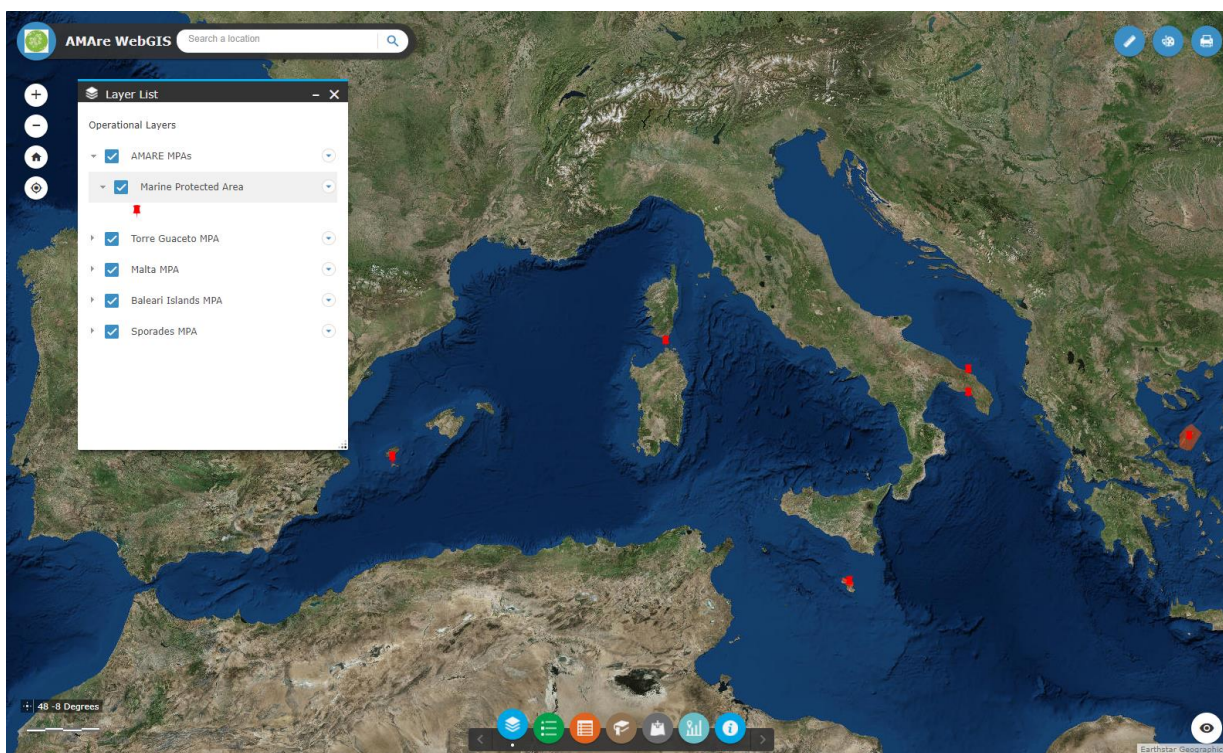 AMAre WebGIS
Search a location
Layer List
Operational Layers
AMARE MPAs
Marine Protected Area
Torre Guaceto MPA
Malta MPA
Baleari Islands MPA
Sporades MPA
48 -8 Degrees
Earthstar Geographic